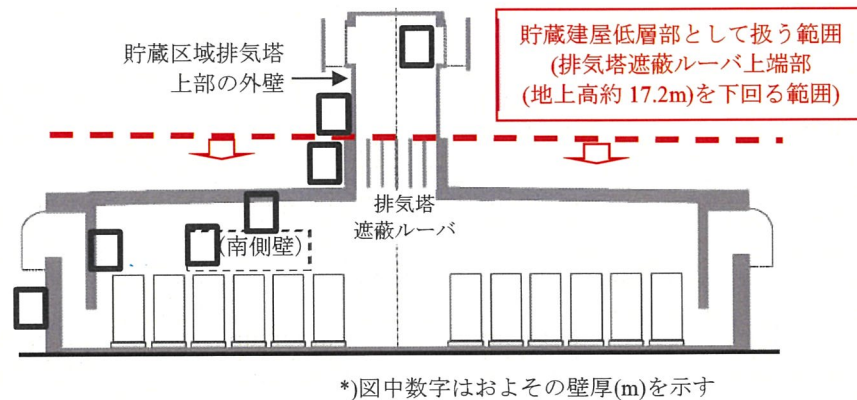 貯蔵区域排気塔
上部の外壁
貯蔵建屋低層部として扱う範囲
(排気塔遮蔽ルーバ上端部
(地上高約 17.2m)を下回る範囲)
排気塔
遮蔽ルーバ
(南側壁)
*)図中数字はおよその壁厚(m)を示す